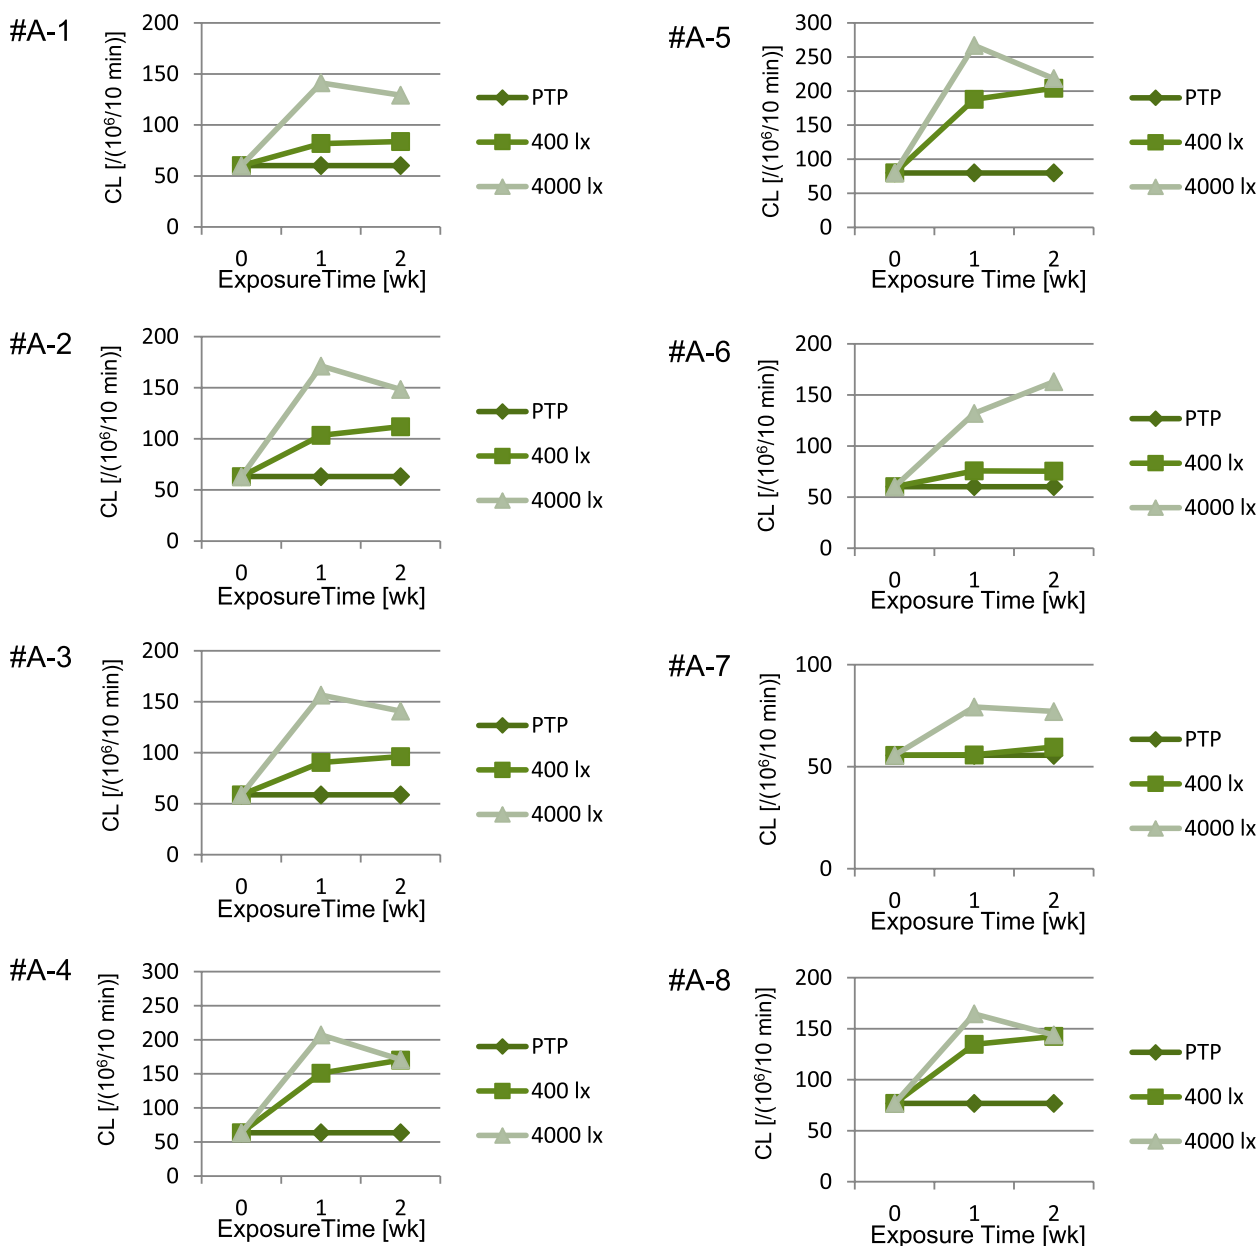 #A-1
CL [/(10⁶/10 min)]
200
150
100
50
0
0 1 2
ExposureTime [wk]
PTP
400 lx
4000 lx
#A-2
CL [/(10⁶/10 min)]
200
150
100
50
0
0 1 2
ExposureTime [wk]
PTP
400 lx
4000 lx
#A-3
CL [/(10⁶/10 min)]
200
150
100
50
0
0 1 2
ExposureTime [wk]
PTP
400 lx
4000 lx
#A-4
CL [/(10⁶/10 min)]
300
250
200
150
100
50
0
0 1 2
ExposureTime [wk]
PTP
400 lx
4000 lx
#A-5
CL [/(10⁶/10 min)]
300
250
200
150
100
50
0
0 1 2
ExposureTime [wk]
PTP
400 lx
4000 lx
#A-6
CL [/(10⁶/10 min)]
200
150
100
50
0
0 1 2
Exposure Time [wk]
PTP
400 lx
4000 lx
#A-7
CL [/(10⁶/10 min)]
100
50
0
0 1 2
Exposure Time [wk]
PTP
400 lx
4000 lx
#A-8
CL [/(10⁶/10 min)]
200
150
100
50
0
0 1 2
Exposure Time [wk]
PTP
400 lx
4000 lx